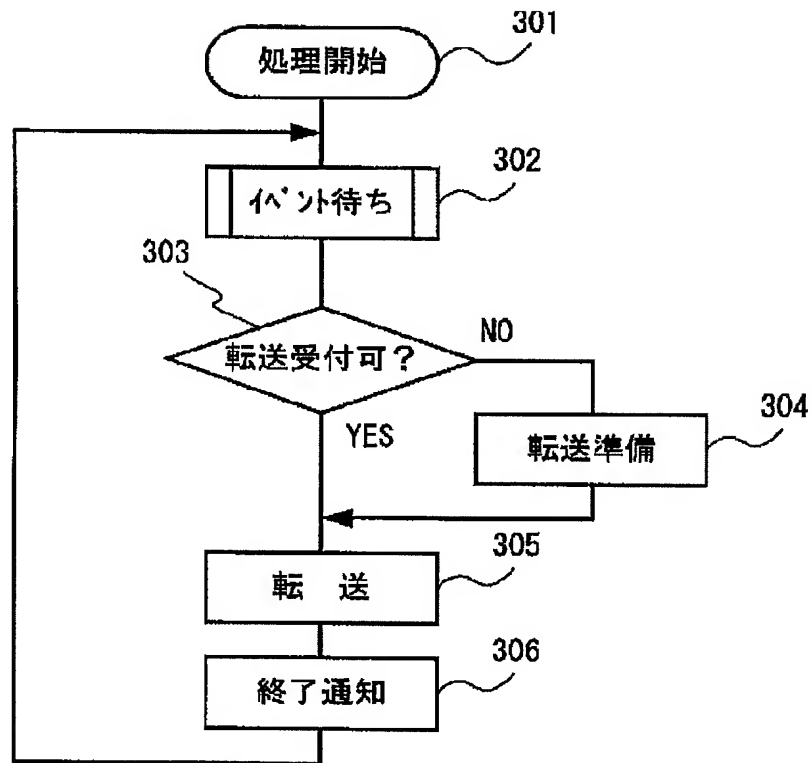 処理開始
301
302
イベント待ち
303
転送受付可?
NO
YES
304
転送準備
305
転 送
306
終了通知